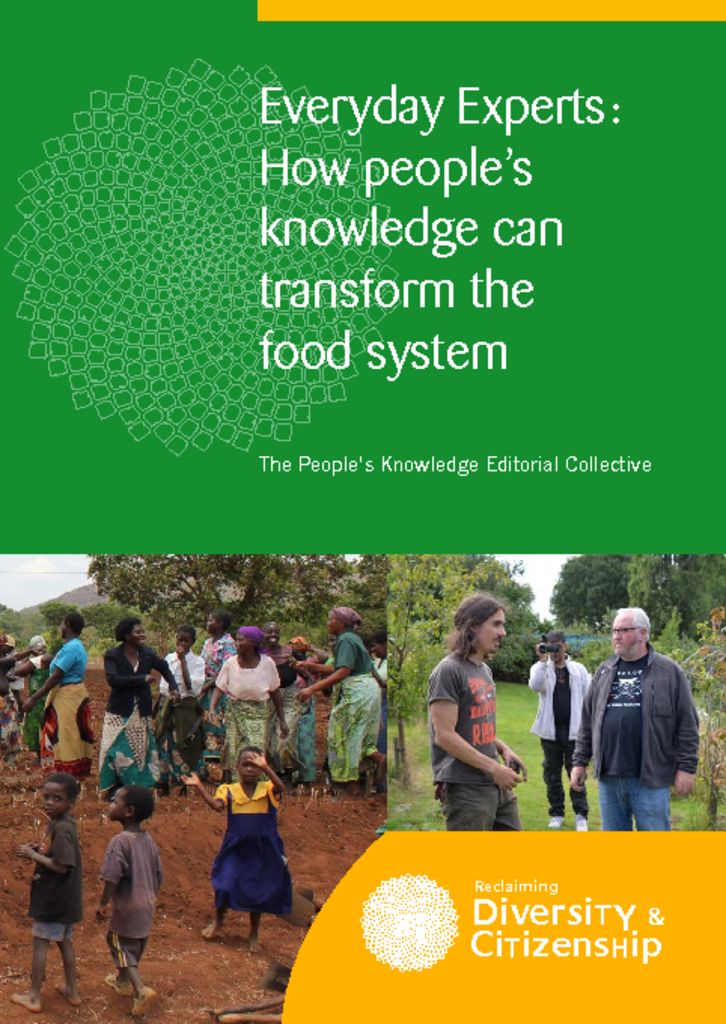 Everyday Experts:
How people's
knowledge can
transform the
food system
The People's Knowledge Editorial Collective
Reclaiming
Diversity &
Citizenship